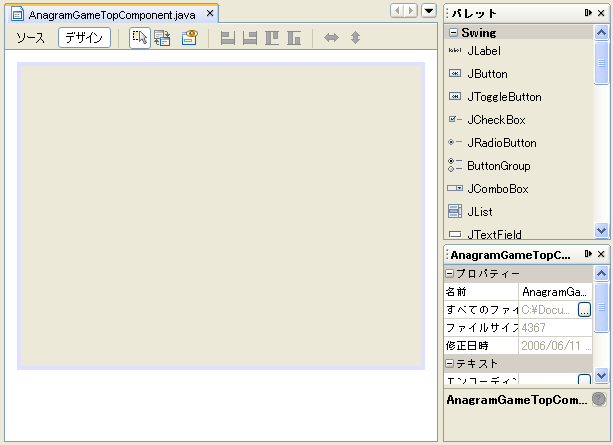 AnagramGameTopComponent.java ×
ソース デザイン
パレット
Swing
JLabel
JButton
JToggleButton
JCheckBox
JRadioButton
ButtonGroup
JComboBox
JList
JTextField
AnagramGameTopC...
プロパティー
名前 AnagramGa...
すべてのファイ C:¥Docu... ...
ファイルサイズ 4367
修正日時 2006/06/11 ...
テキスト
エンコーディン
AnagramGameTopCom... ?